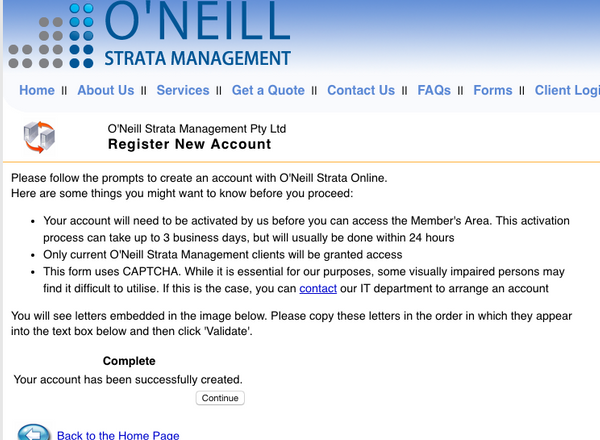 O'NEILL
STRATA MANAGEMENT
Home || About Us || Services || Get a Quote || Contact Us || FAQs || Forms || Client Logi
O'Neill Strata Management Pty Ltd
Register New Account
Please follow the prompts to create an account with O'Neill Strata Online.
Here are some things you might want to know before you proceed:
• Your account will need to be activated by us before you can access the Member's Area. This activation
process can take up to 3 business days, but will usually be done within 24 hours
• Only current O'Neill Strata Management clients will be granted access
• This form uses CAPTCHA. While it is essential for our purposes, some visually impaired persons may
find it difficult to utilise. If this is the case, you can contact our IT department to arrange an account
You will see letters embedded in the image below. Please copy these letters in the order in which they appear
into the text box below and then click 'Validate'.
Complete
Your account has been successfully created.
Continue
Back to the Home Page